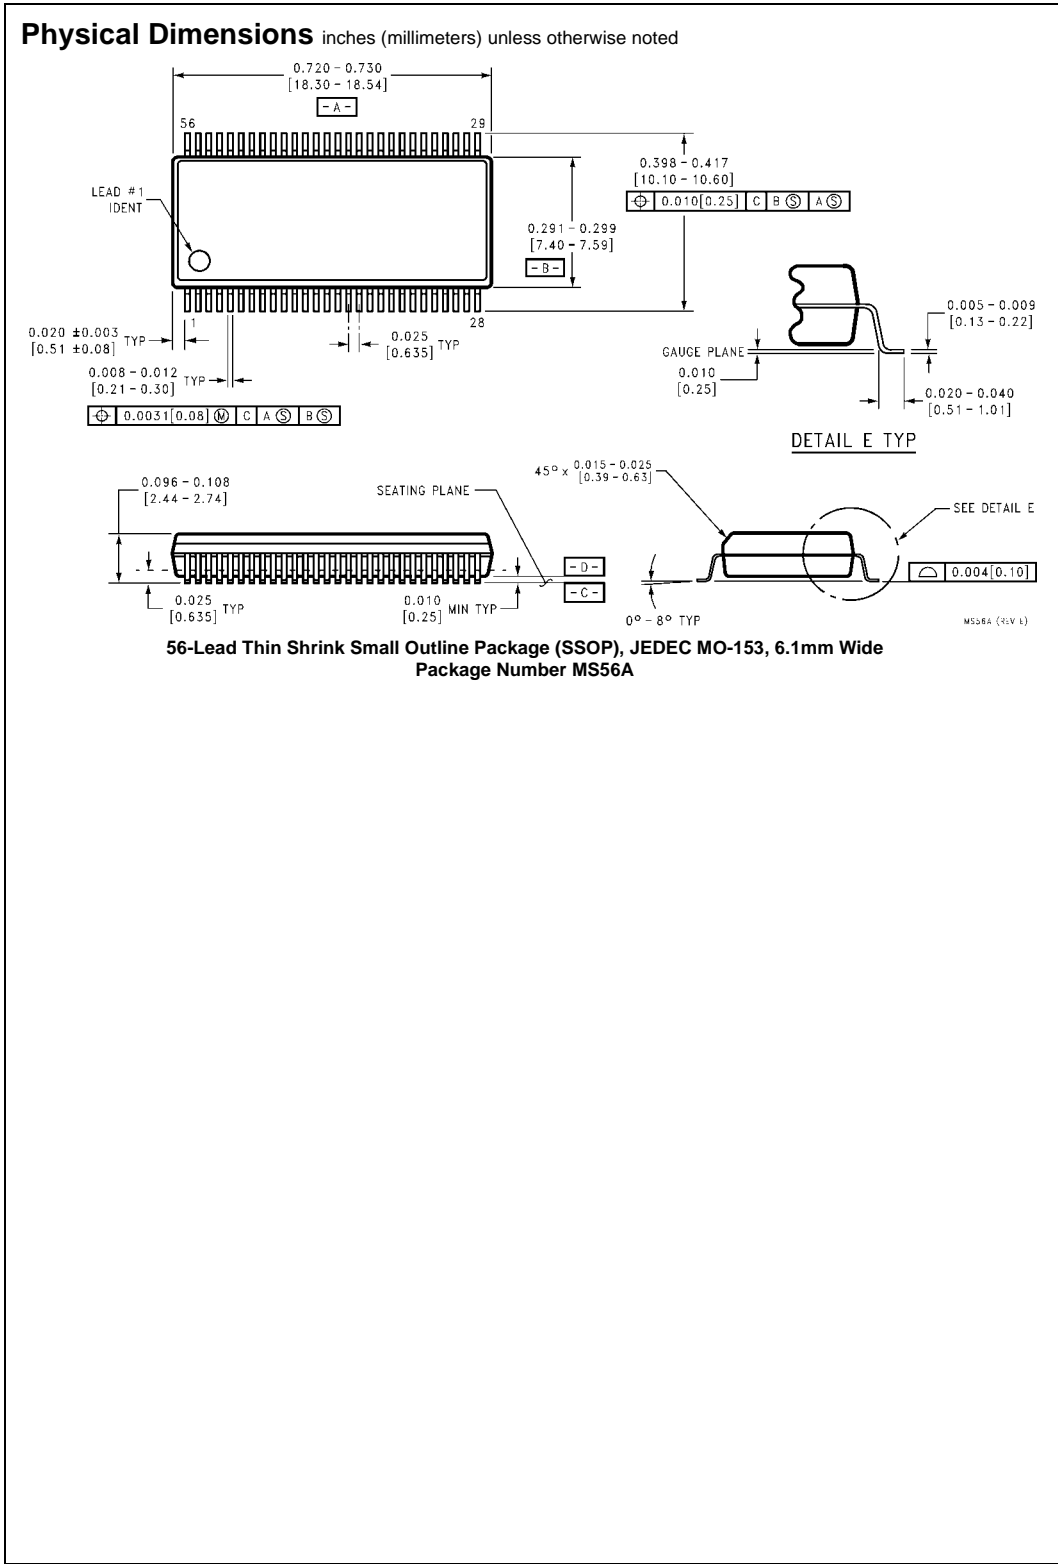 Physical Dimensions inches (millimeters) unless otherwise noted
0.720 – 0.730
[18.30 – 18.54]
- A -
56
29
LEAD #1
IDENT
0.398 – 0.417
[10.10 – 10.60]
⌖ 0.010[0.25] C B Ⓢ A Ⓢ
0.291 – 0.299
[7.40 – 7.59]
- B -
1
28
0.020 ±0.003
[0.51 ±0.08] TYP
0.025
[0.635] TYP
0.008 – 0.012
[0.21 – 0.30] TYP
⌖ 0.0031[0.08] Ⓜ C A Ⓢ B Ⓢ
GAUGE PLANE
0.010
[0.25]
0.005 – 0.009
[0.13 – 0.22]
0.020 – 0.040
[0.51 – 1.01]
DETAIL E TYP
0.096 – 0.108
[2.44 – 2.74]
SEATING PLANE
45° x 0.015 – 0.025
[0.39 – 0.63]
SEE DETAIL E
- D -
- C -
0.025
[0.635] TYP
0.010
[0.25] MIN TYP
0° – 8° TYP
⌓ 0.004[0.10]
MS56A (REV E)
56-Lead Thin Shrink Small Outline Package (SSOP), JEDEC MO-153, 6.1mm Wide
Package Number MS56A